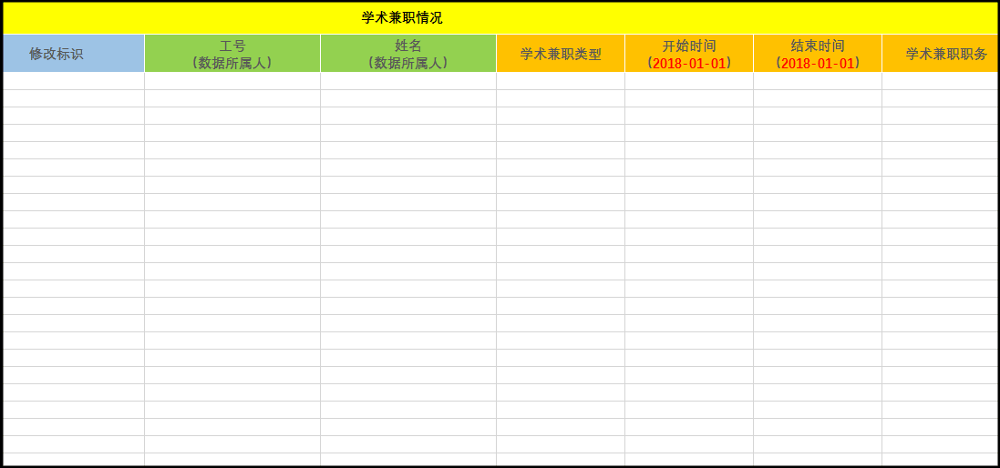 学术兼职情况
修改标识
工号
(数据所属人)
姓名
(数据所属人)
学术兼职类型
开始时间
(2018-01-01)
结束时间
(2018-01-01)
学术兼职职务